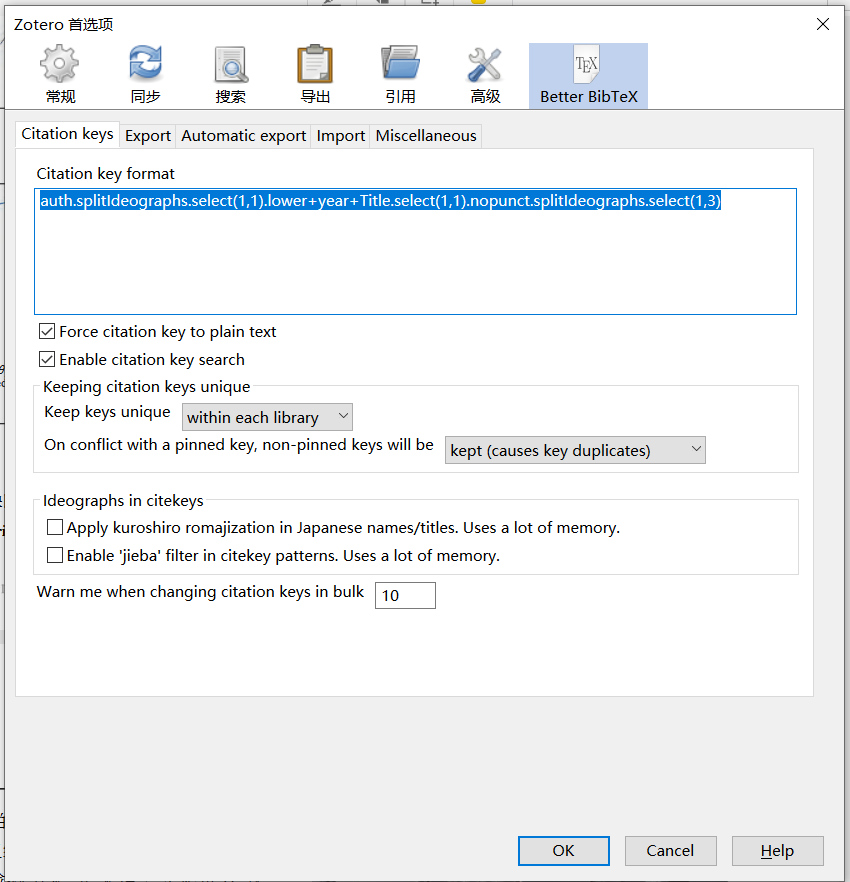 Zotero 首选项
常规 同步 搜索 导出 引用 高级 Better BibTeX
Citation keys Export Automatic export Import Miscellaneous
Citation key format
auth.splitIdeographs.select(1,1).lower+year+Title.select(1,1).nopunct.splitIdeographs.select(1,3)
Force citation key to plain text
Enable citation key search
Keeping citation keys unique
Keep keys unique within each library
On conflict with a pinned key, non-pinned keys will be kept (causes key duplicates)
Ideographs in citekeys
Apply kuroshiro romajization in Japanese names/titles. Uses a lot of memory.
Enable 'jieba' filter in citekey patterns. Uses a lot of memory.
Warn me when changing citation keys in bulk 10
OK Cancel Help